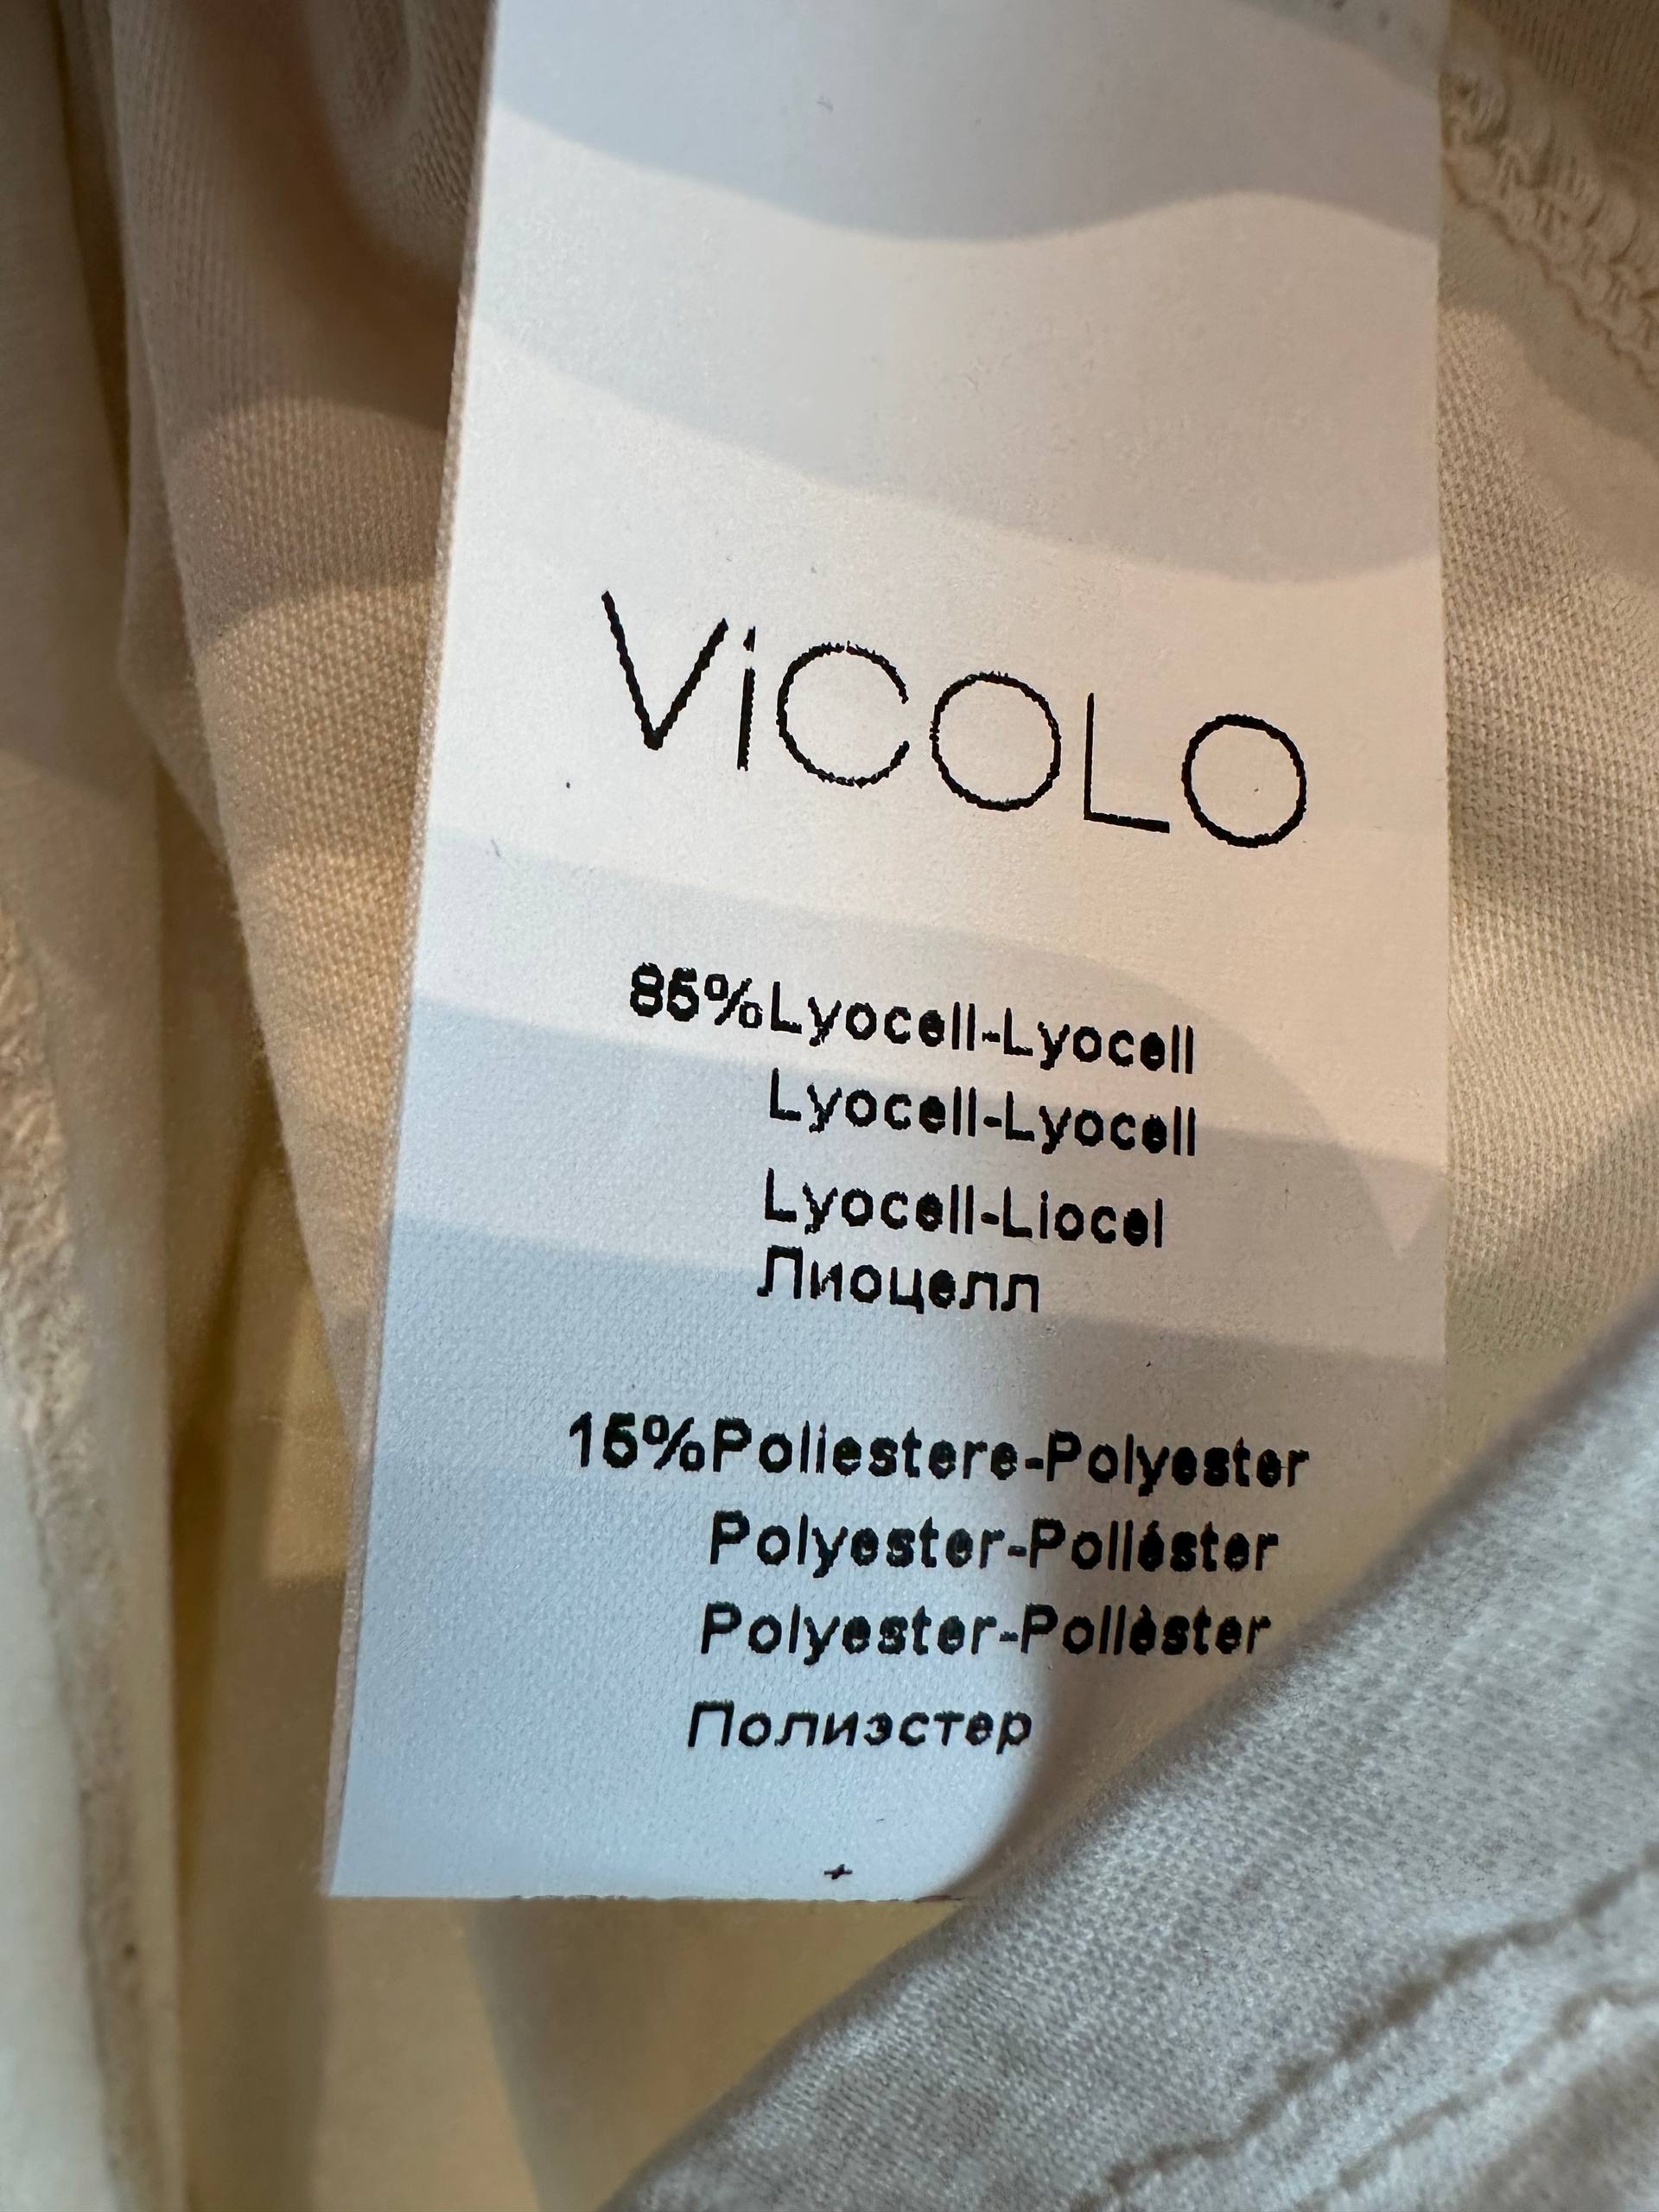 ViCOLO
85%Lyocell-Lyocell
Lyocell-Lyocell
Lyocell-Liocel
Лиоцелл
15%Poliestere-Polyester
Polyester-Poliéster
Polyester-Polièster
Полиэстер
+